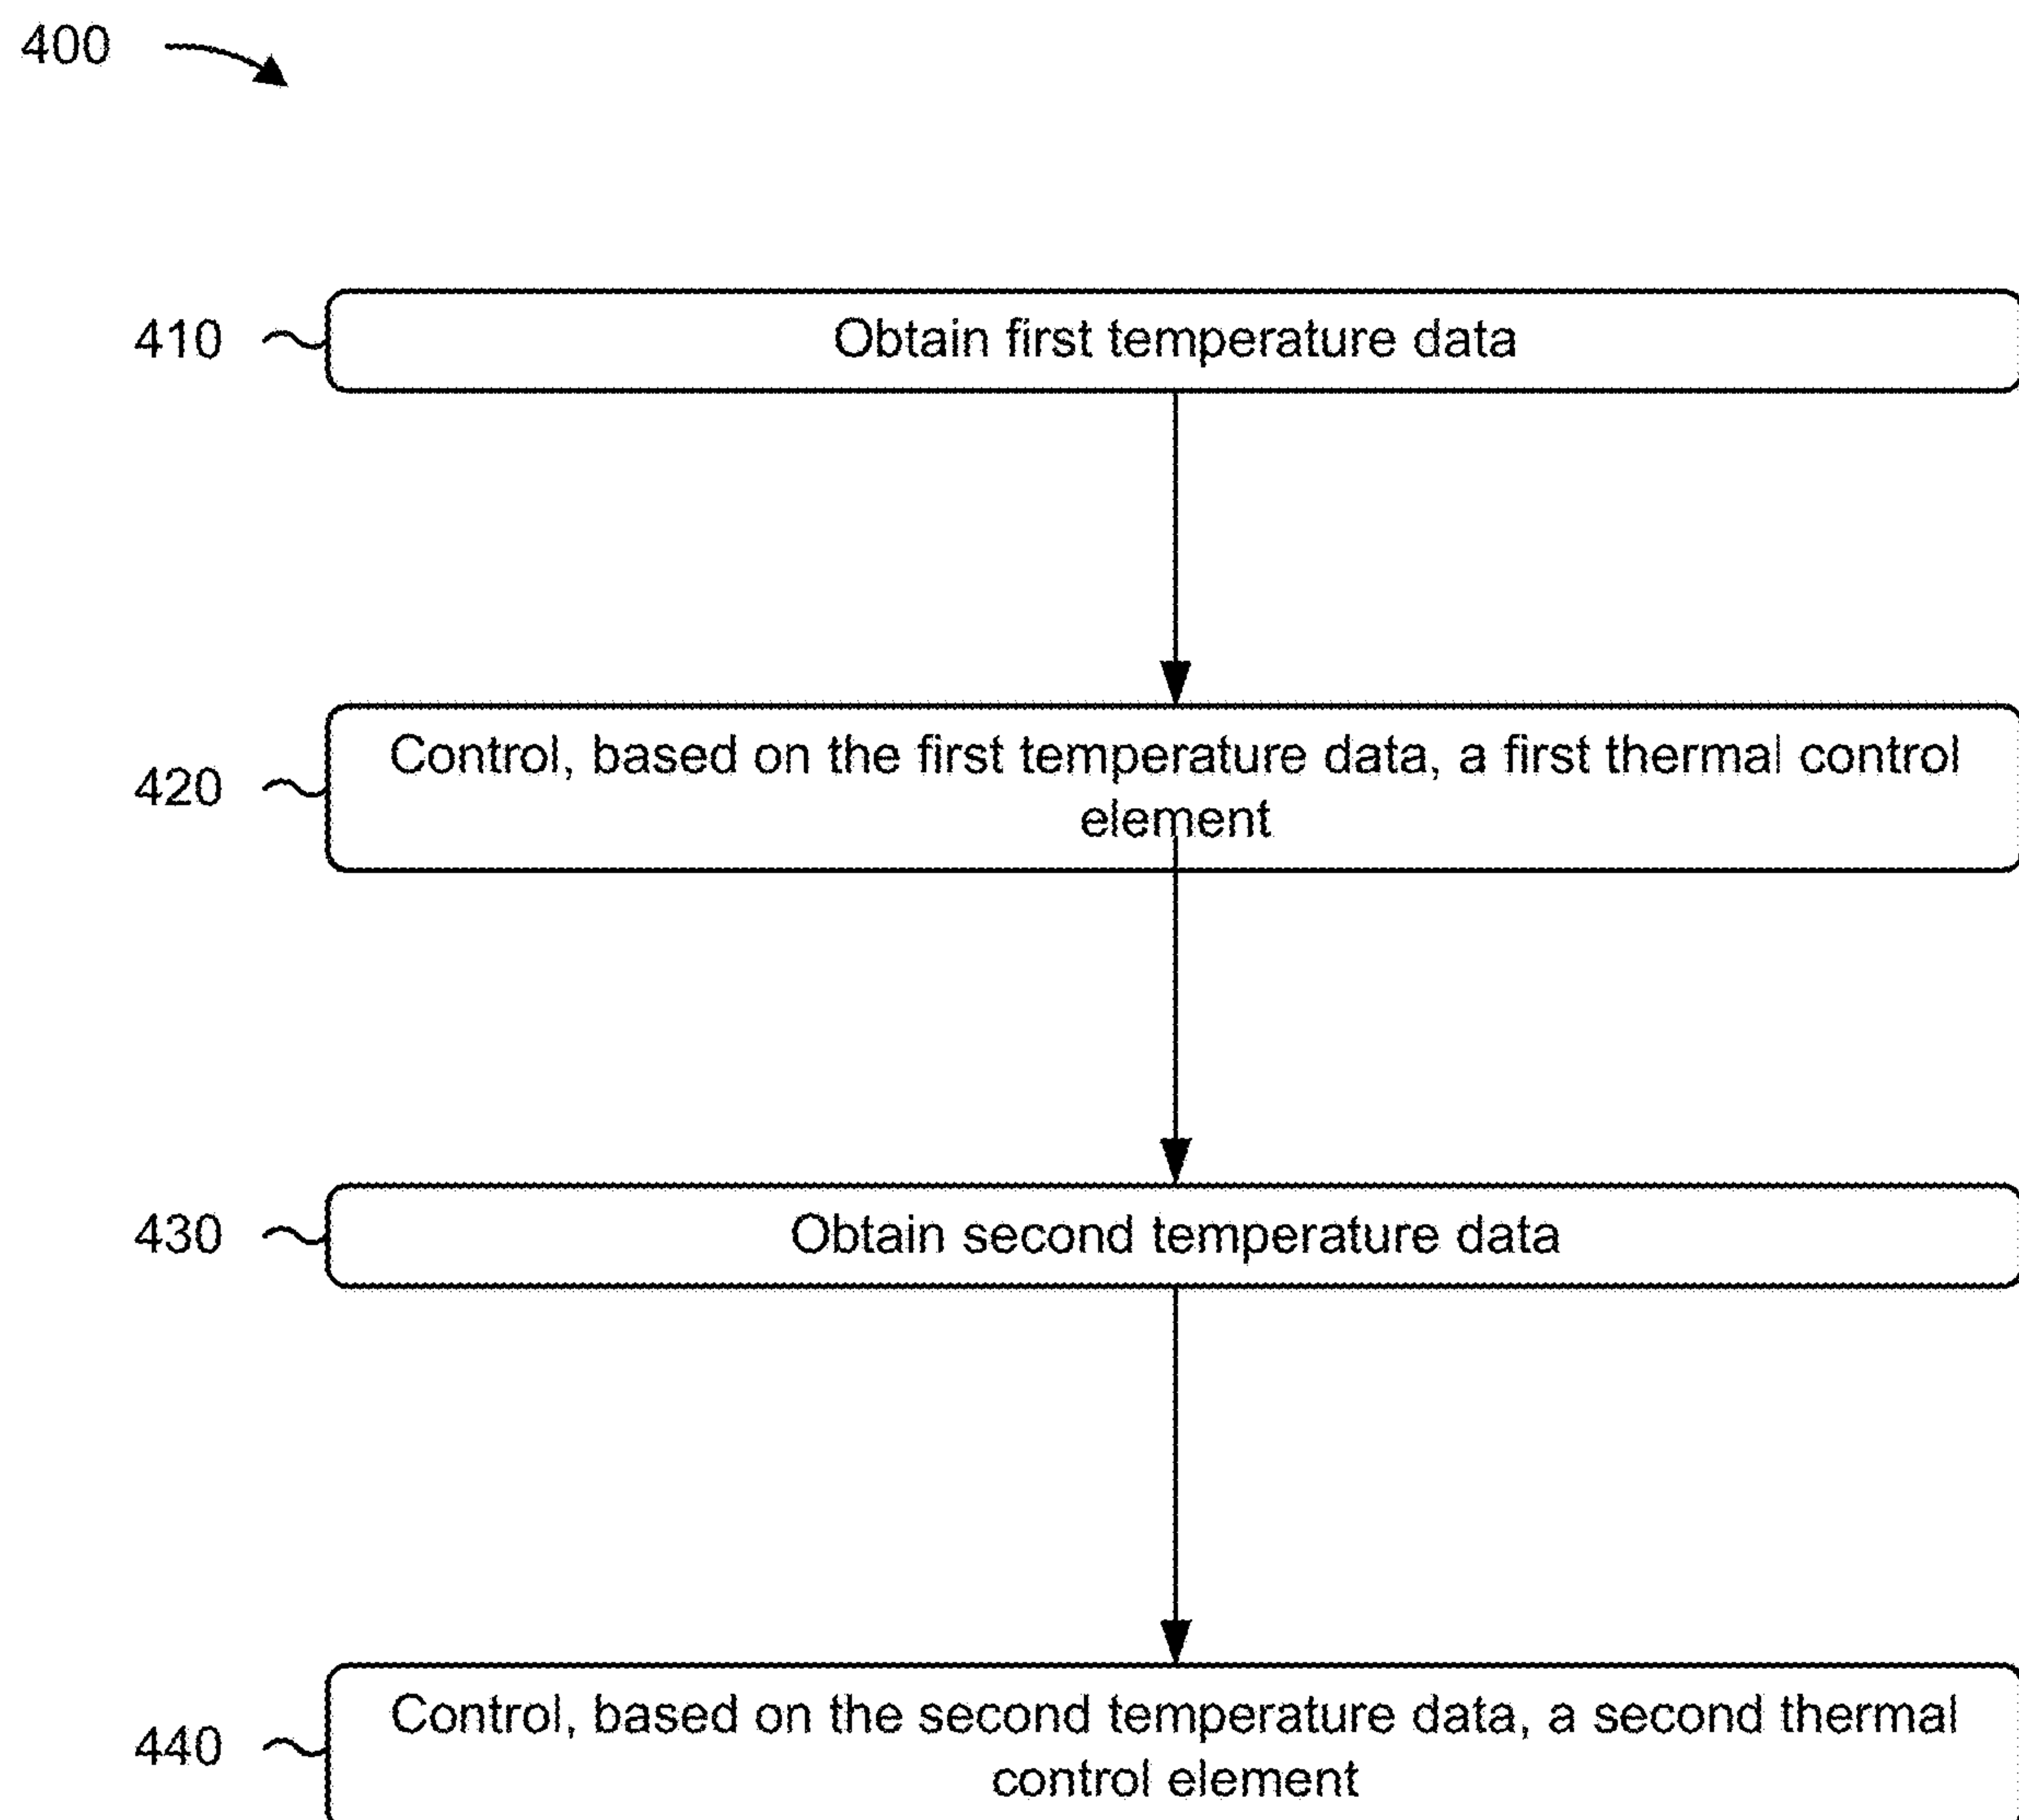 400
410
Obtain first temperature data
420
Control, based on the first temperature data, a first thermal control
element
430
Obtain second temperature data
440
Control, based on the second temperature data, a second thermal
control element